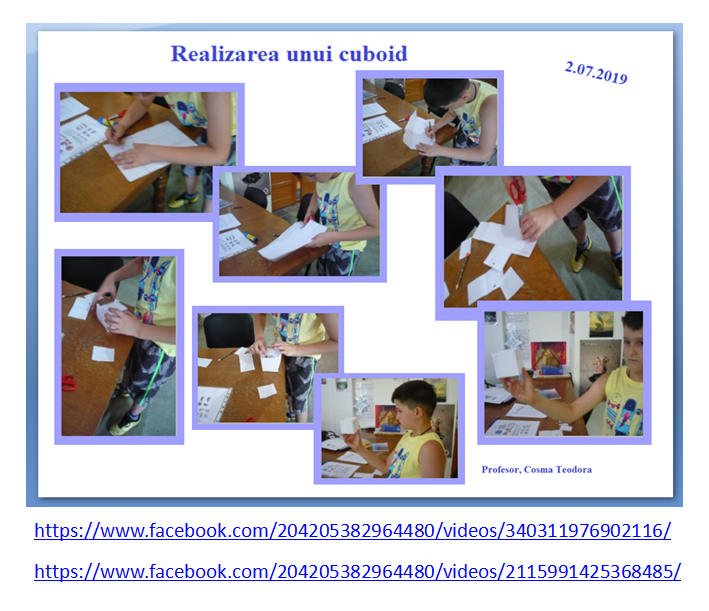 Realizarea unui cuboid
2.07.2019
Profesor, Cosma Teodora
https://www.facebook.com/204205382964480/videos/340311976902116/
https://www.facebook.com/204205382964480/videos/2115991425368485/